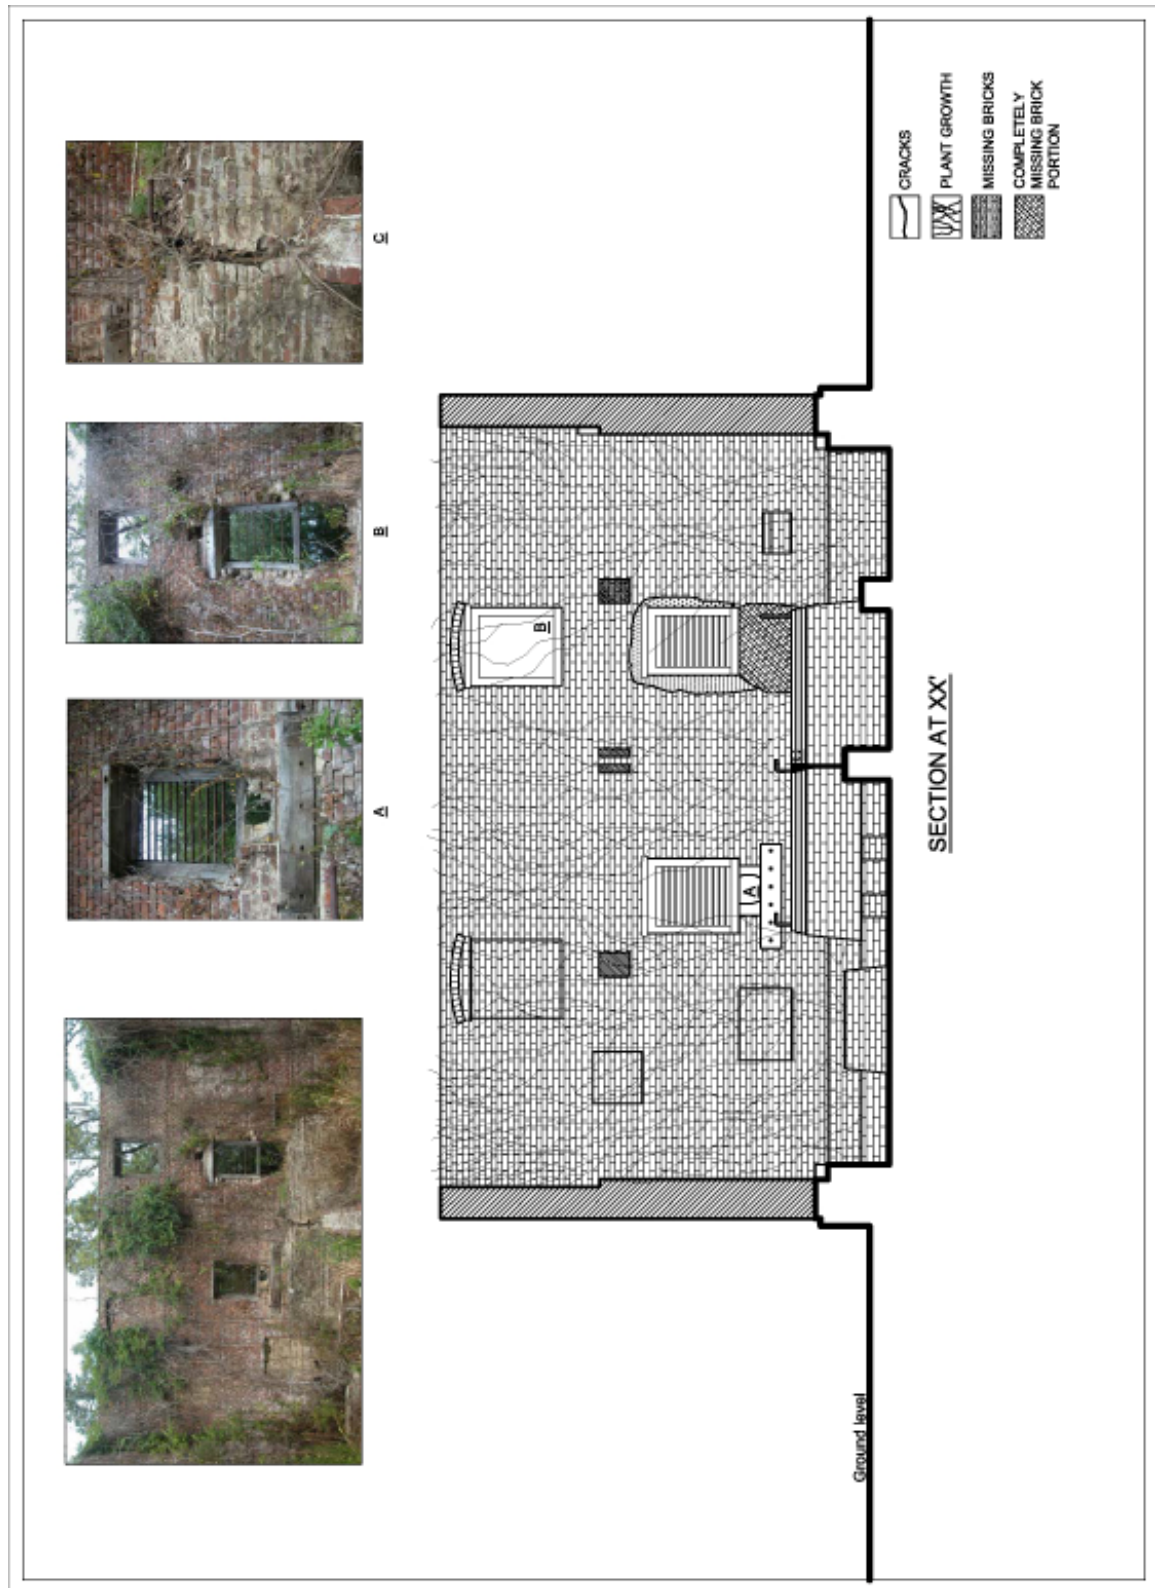 A
B
C
B
A
Ground level
SECTION AT XX'
CRACKS
PLANT GROWTH
MISSING BRICKS
COMPLETELY
MISSING BRICK
PORTION